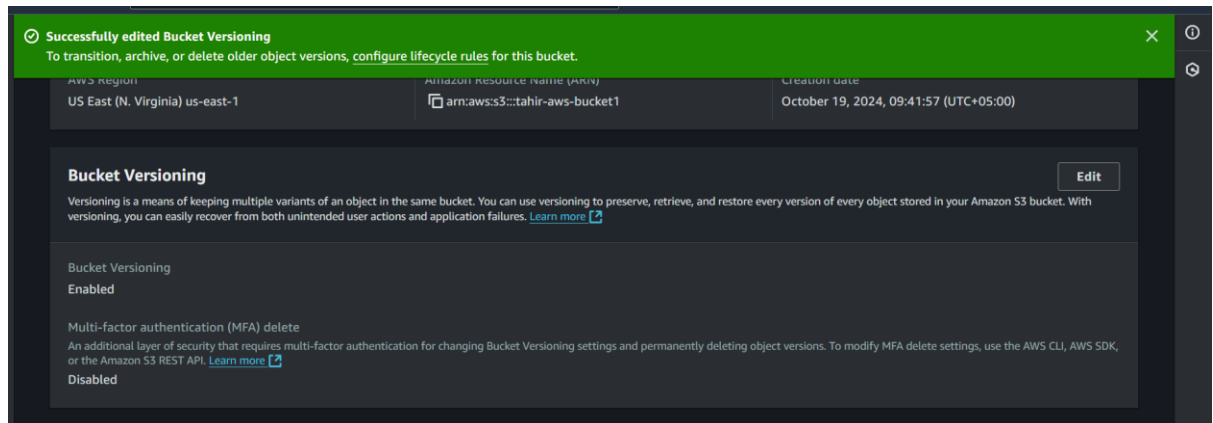 Successfully edited Bucket Versioning
To transition, archive, or delete older object versions, configure lifecycle rules for this bucket.
AWS Region
Amazon Resource Name (ARN)
Creation date
US East (N. Virginia) us-east-1
arn:aws:s3:::tahir-aws-bucket1
October 19, 2024, 09:41:57 (UTC+05:00)
Bucket Versioning
Edit
Versioning is a means of keeping multiple variants of an object in the same bucket. You can use versioning to preserve, retrieve, and restore every version of every object stored in your Amazon S3 bucket. With
versioning, you can easily recover from both unintended user actions and application failures. Learn more
Bucket Versioning
Enabled
Multi-factor authentication (MFA) delete
An additional layer of security that requires multi-factor authentication for changing Bucket Versioning settings and permanently deleting object versions. To modify MFA delete settings, use the AWS CLI, AWS SDK,
or the Amazon S3 REST API. Learn more
Disabled